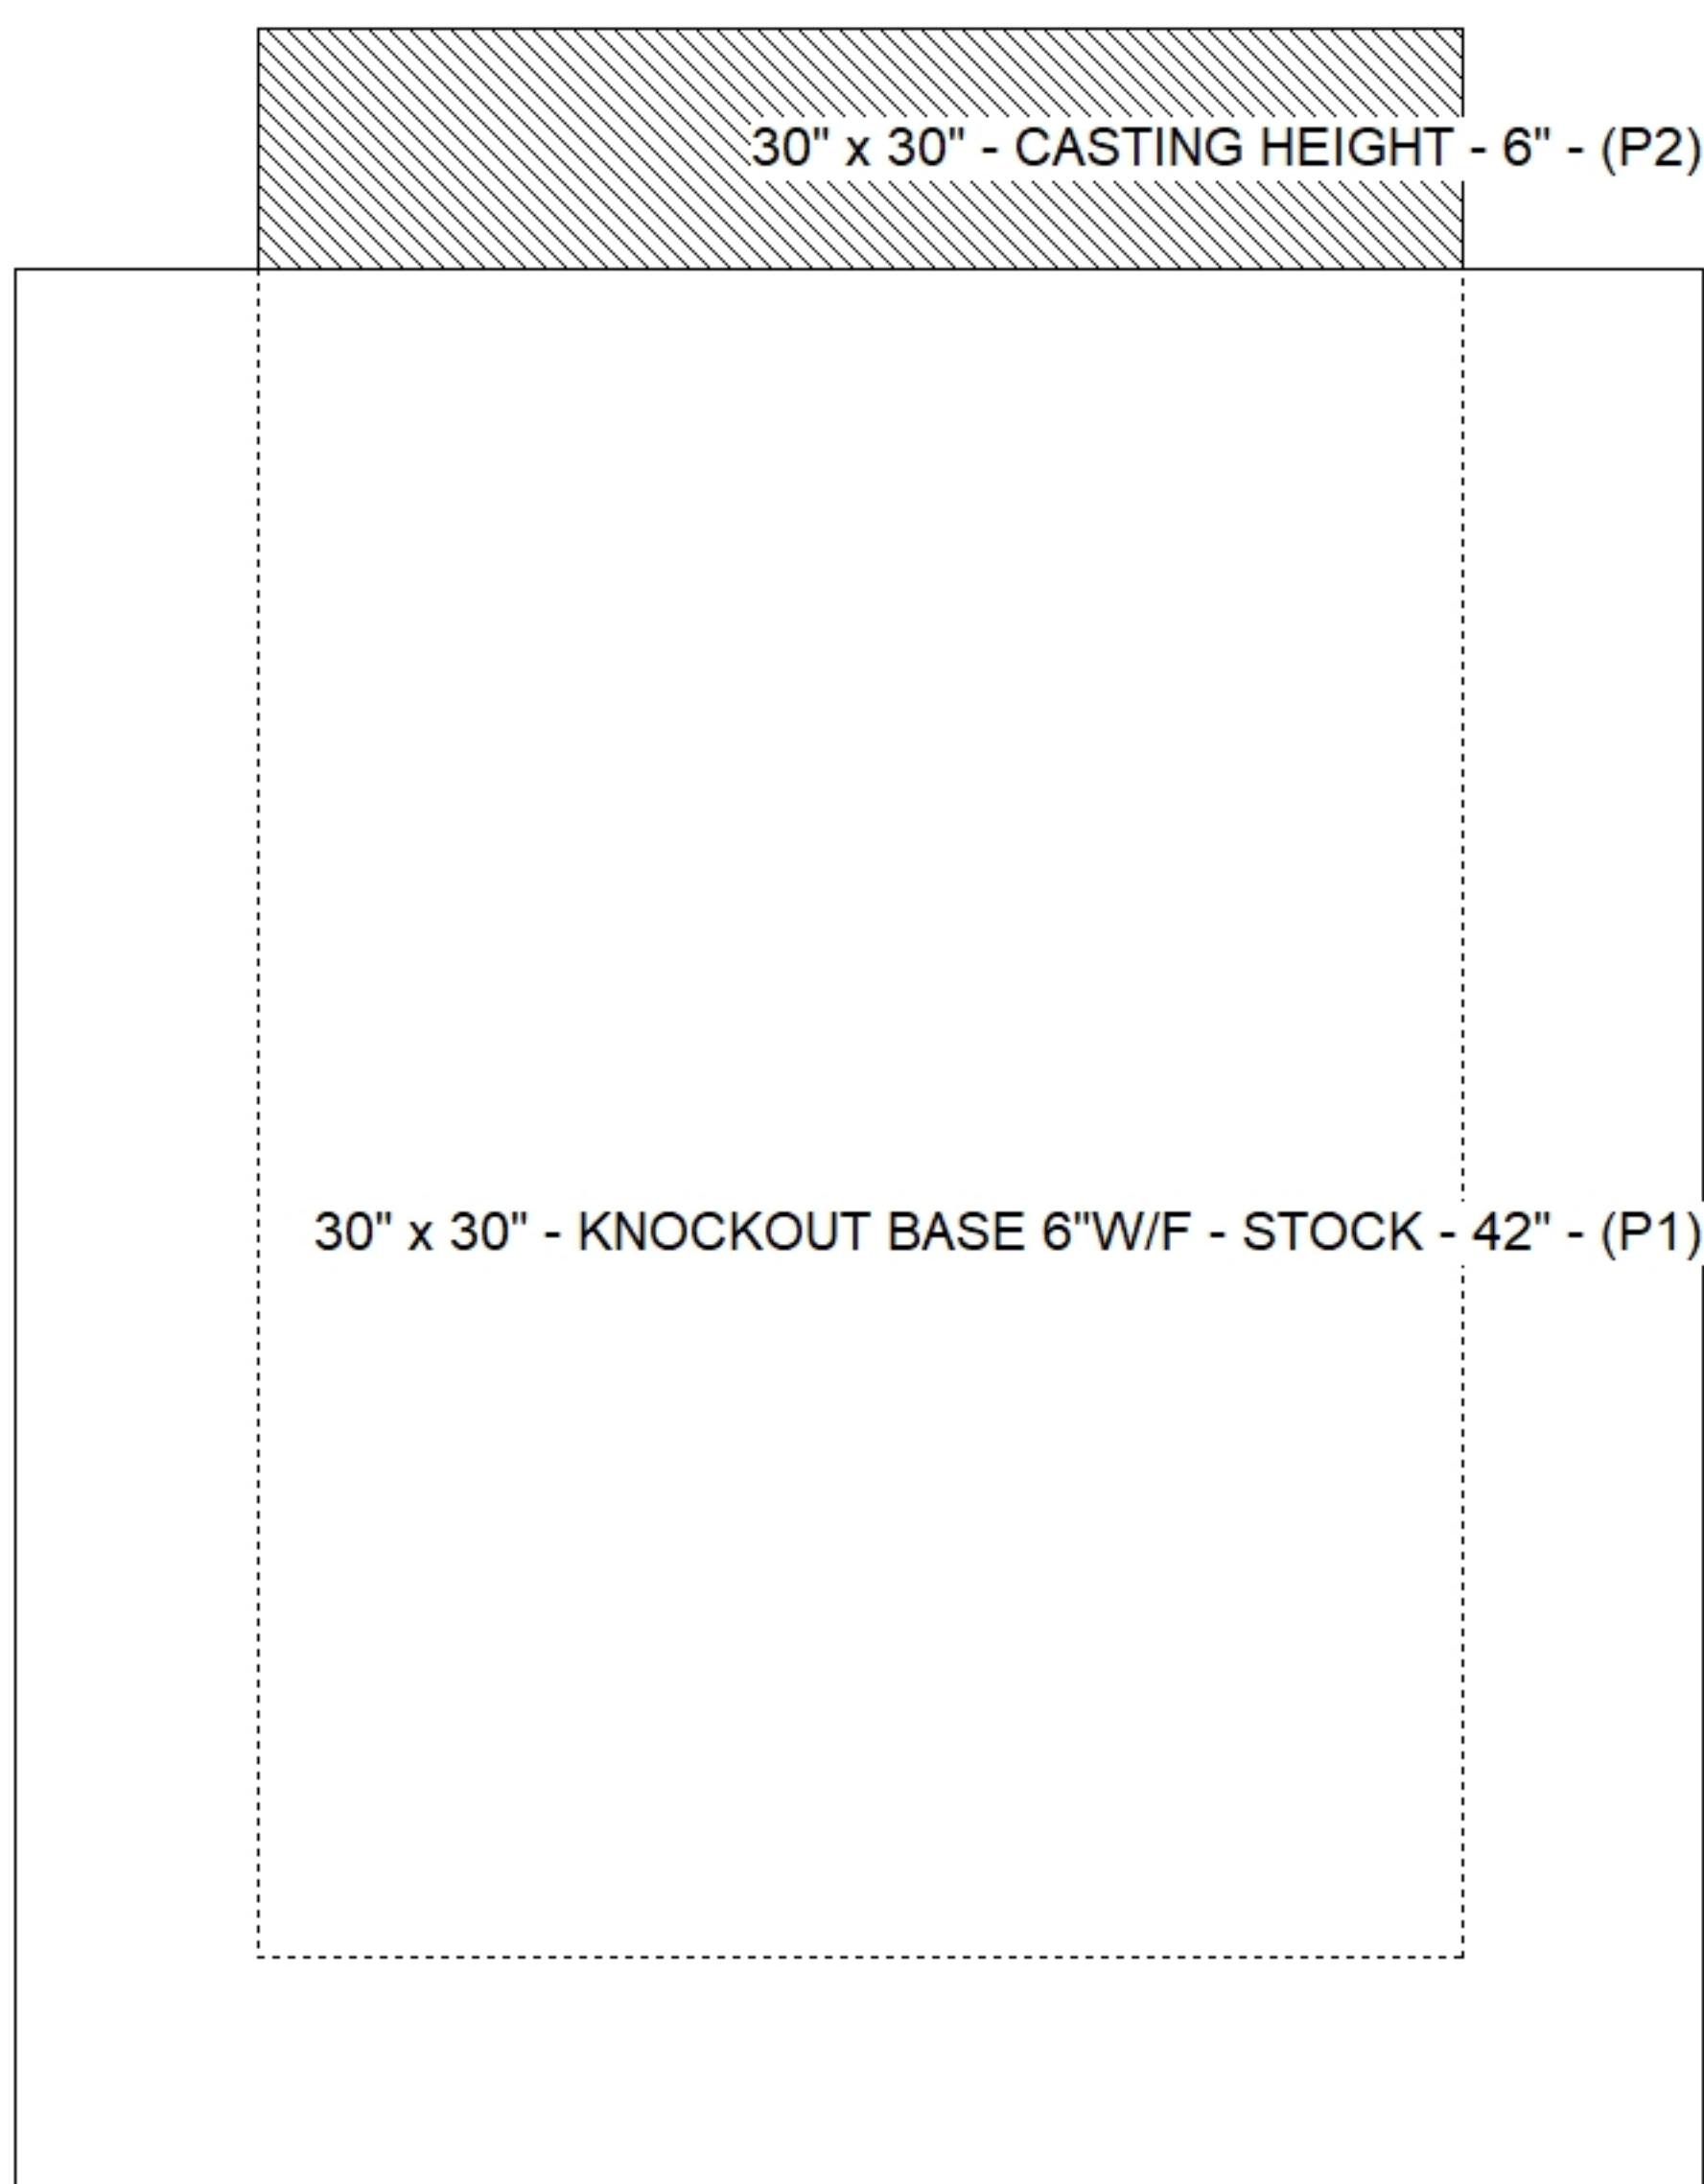 30" x 30" - CASTING HEIGHT - 6" - (P2)
30" x 30" - KNOCKOUT BASE 6"W/F - STOCK - 42" - (P1)